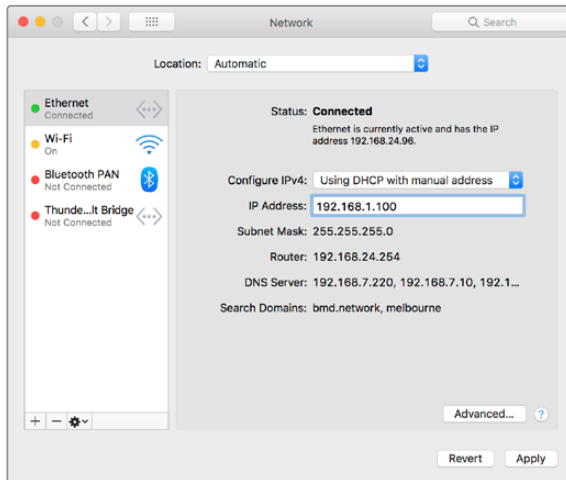 Network
Search
Location: Automatic
Ethernet
Connected
Wi-Fi
On
Bluetooth PAN
Not Connected
Thunde...lt Bridge
Not Connected
Status: Connected
Ethernet is currently active and has the IP
address 192.168.24.96.
Configure IPv4: Using DHCP with manual address
IP Address: 192.168.1.100
Subnet Mask: 255.255.255.0
Router: 192.168.24.254
DNS Server: 192.168.7.220, 192.168.7.10, 192.1...
Search Domains: bmd.network, melbourne
Advanced... ?
Revert Apply